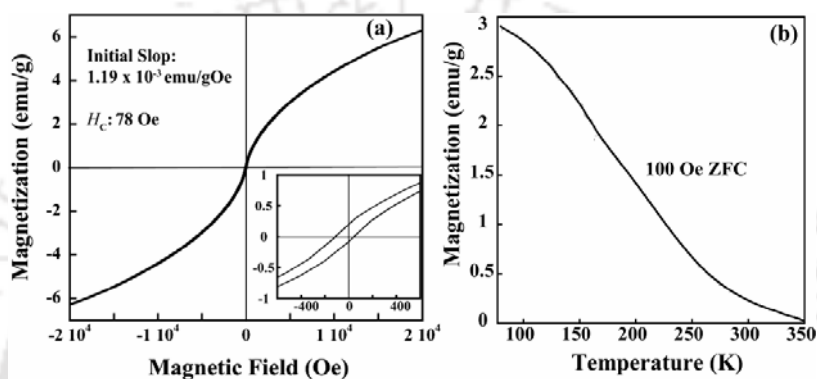 (a)
Initial Slop:
1.19 x 10⁻³ emu/gOe
H_C: 78 Oe
Magnetization (emu/g)
6
4
2
0
-2
-4
-6
-2 10⁴ -1 10⁴ 0 1 10⁴ 2 10⁴
Magnetic Field (Oe)
1
0.5
0
-0.5
-1
-400 0 400
(b)
100 Oe ZFC
Magnetization (emu/g)
3
2.5
2
1.5
1
0.5
0
100 150 200 250 300 350
Temperature (K)